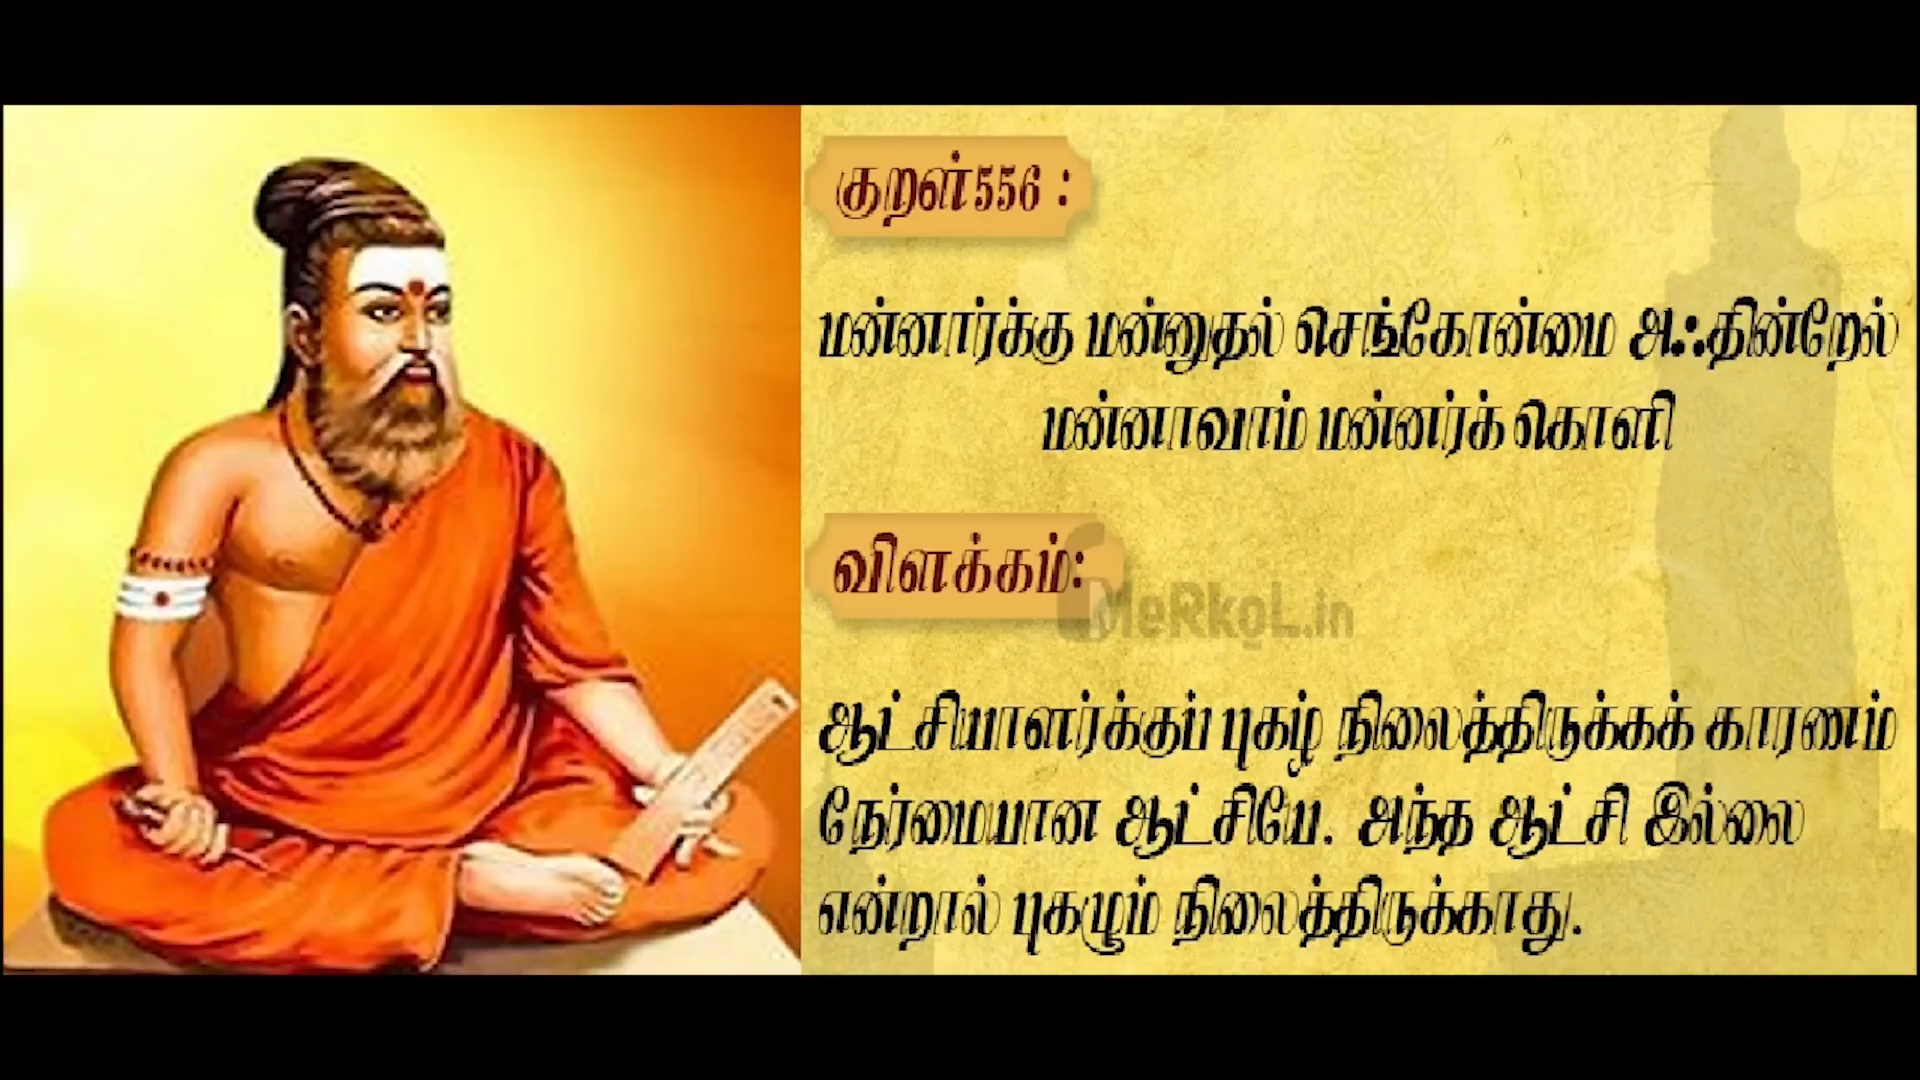 குறள் 556 :
மன்னார்க்கு மன்னுதல் செங்கோன்மை அஃதின்றேல்
மன்னாவாம் மன்னர்க் கொளி
விளக்கம்:
MeRkoL.in
ஆட்சியாளர்க்குப் புகழ் நிலைத்திருக்கக் காரணம்
நேர்மையான ஆட்சியே. அந்த ஆட்சி இல்லை
என்றால் புகழும் நிலைத்திருக்காது.